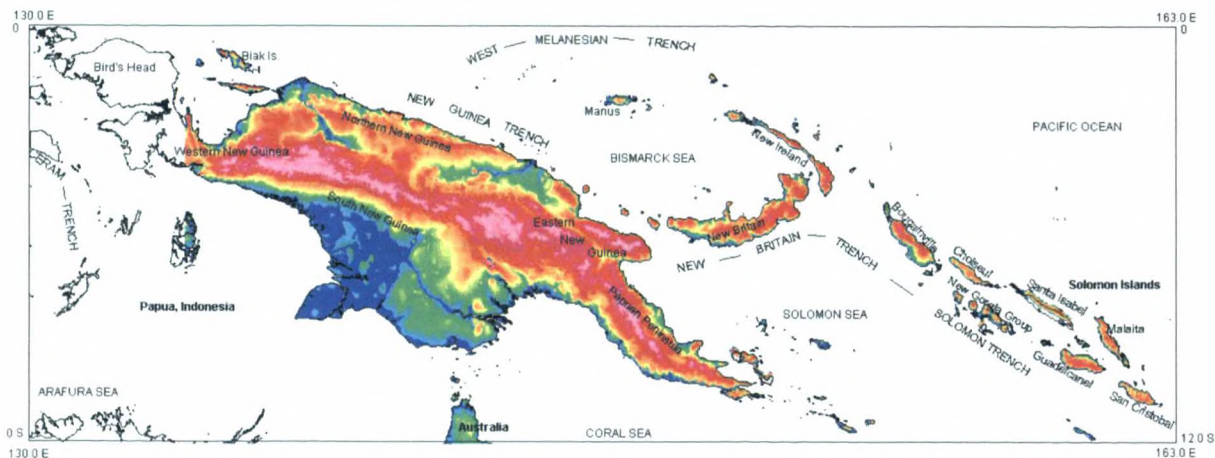 130.0 E
163.0 E
0
0
Biak Is
WEST — MELANESIAN — TRENCH
Bird's Head
NEW GUINEA TRENCH
Manus
Northern New Guinea
PACIFIC OCEAN
Western New Guinea
BISMARCK SEA
New Ireland
ERAM — TRENCH
South New Guinea
Eastern
New
Guinea
New Britain
Bougainville
NEW — BRITAIN — TRENCH
Choiseul
Santa Isabel
Solomon Islands
Papua, Indonesia
Papuan Peninsula
SOLOMON SEA
New Gorgia Group
SOLOMON TRENCH
Malaita
Guadelcanel
San Cristobal
ARAFURA SEA
Australia
CORAL SEA
0 S
12 0 S
130.0 E
163.0 E